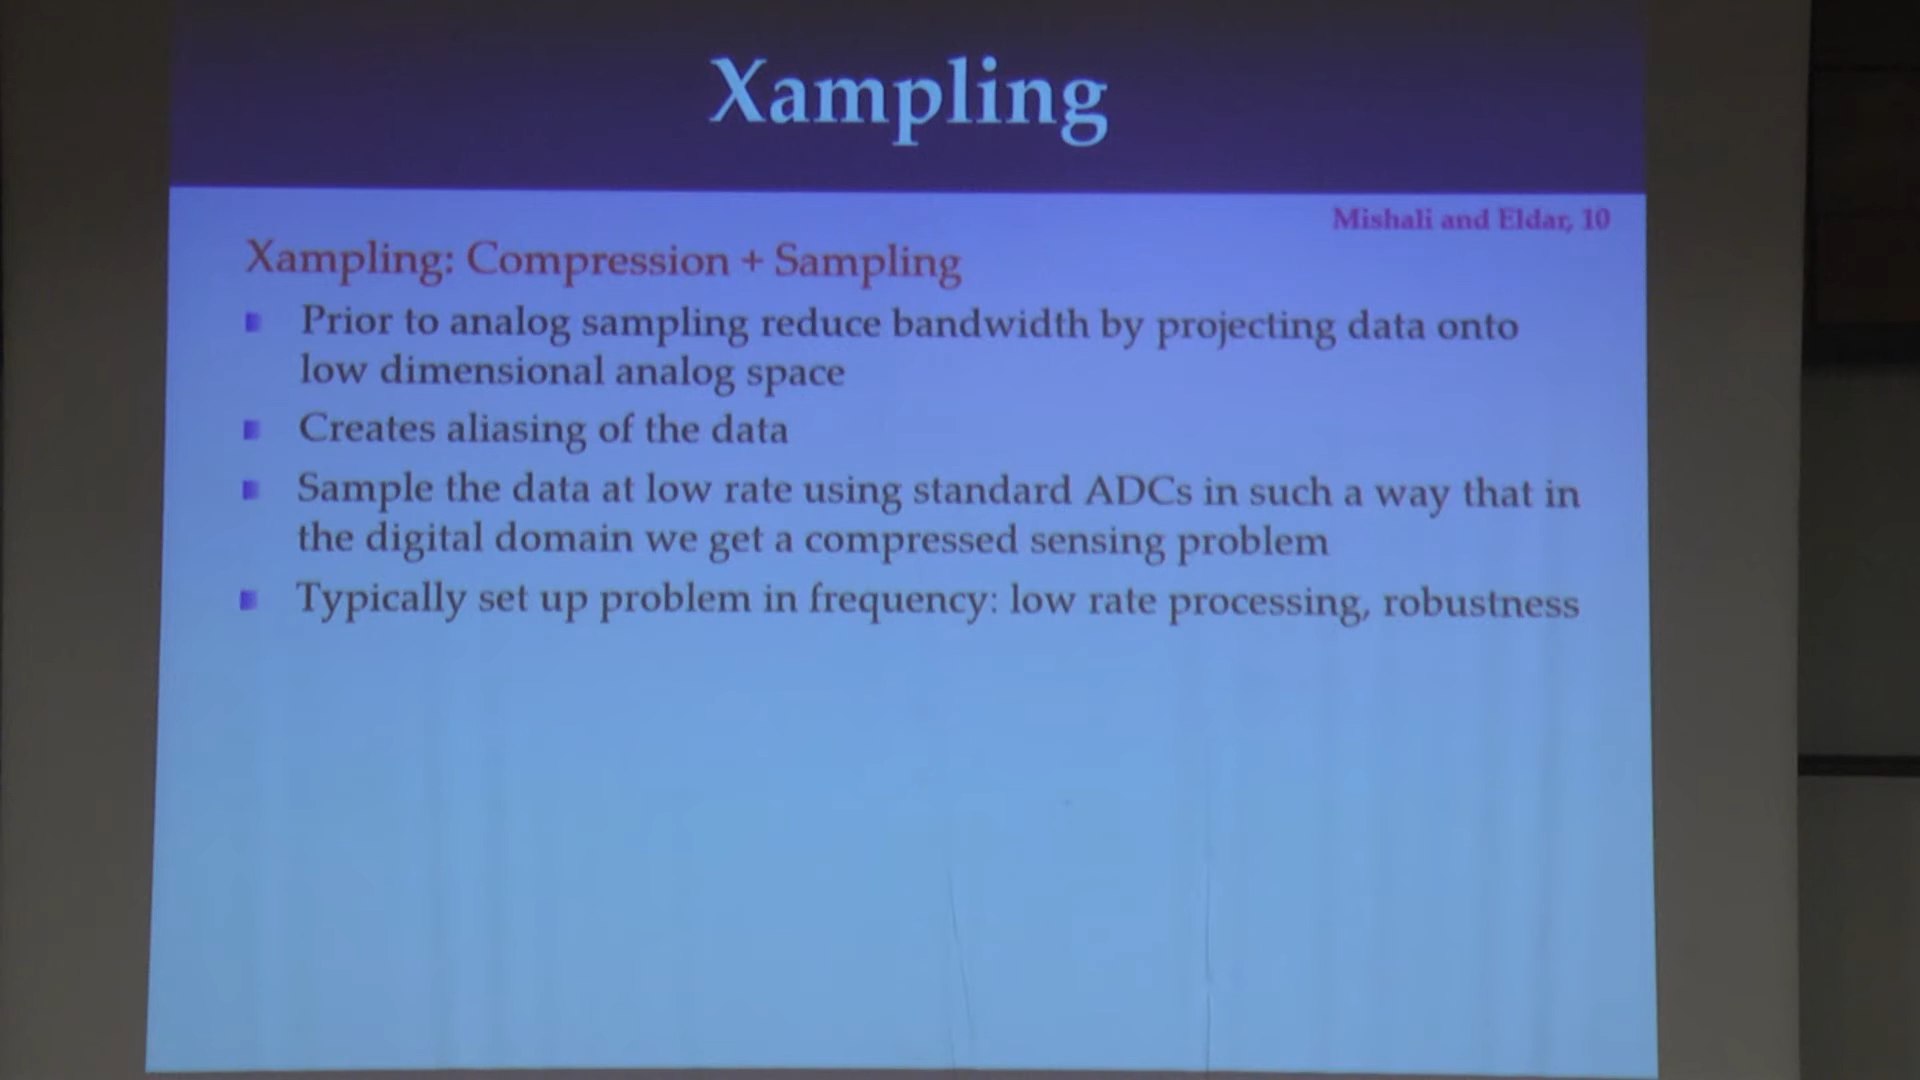 Xampling
Mishali and Eldar, 10
Xampling: Compression + Sampling
Prior to analog sampling reduce bandwidth by projecting data onto
low dimensional analog space
Creates aliasing of the data
Sample the data at low rate using standard ADCs in such a way that in
the digital domain we get a compressed sensing problem
Typically set up problem in frequency: low rate processing, robustness